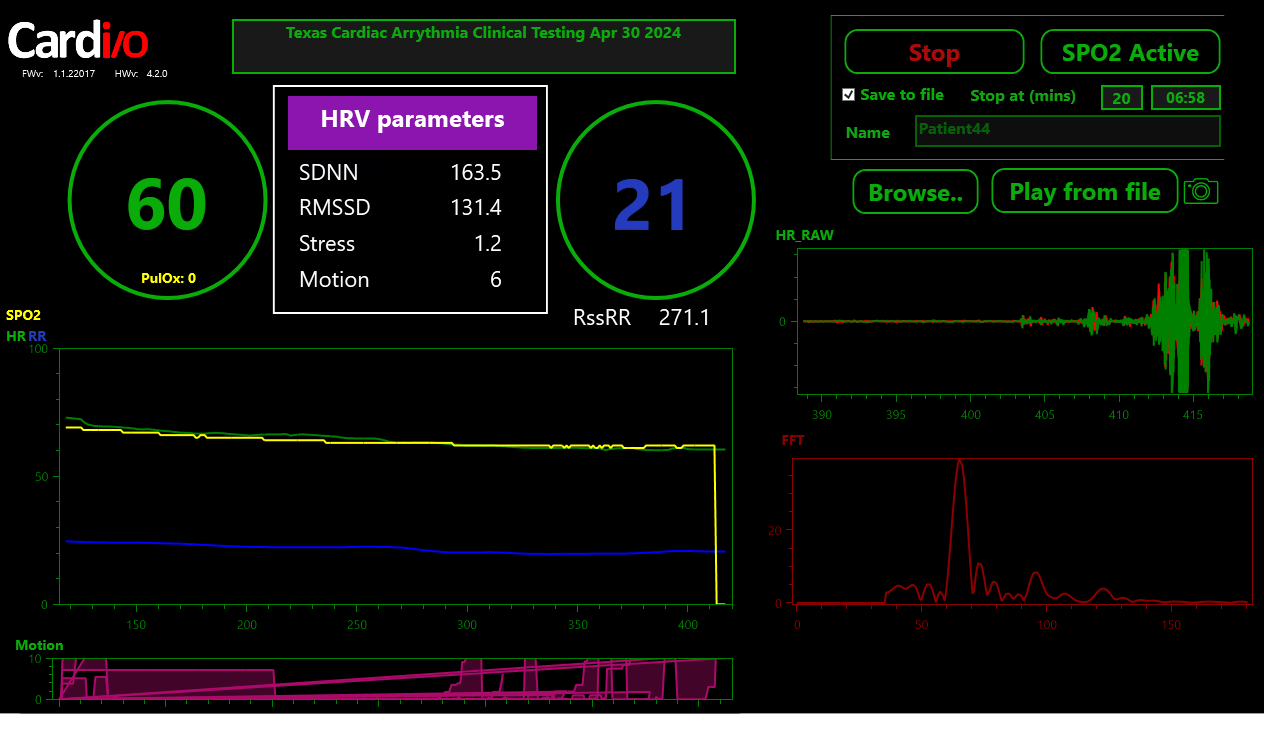 Cardi/o
FWv: 1.1.22017 HWv: 4.2.0
Texas Cardiac Arrythmia Clinical Testing Apr 30 2024
Stop
SPO2 Active
Save to file
Stop at (mins)
20
06:58
Name
Patient44
Browse..
Play from file
60
PulOx: 0
HRV parameters
SDNN 163.5
RMSSD 131.4
Stress 1.2
Motion 6
21
RssRR 271.1
SPO2
HR RR
100
50
0
150 200 250 300 350 400
Motion
10
0
HR_RAW
0
390 395 400 405 410 415
FFT
20
0
0 50 100 150